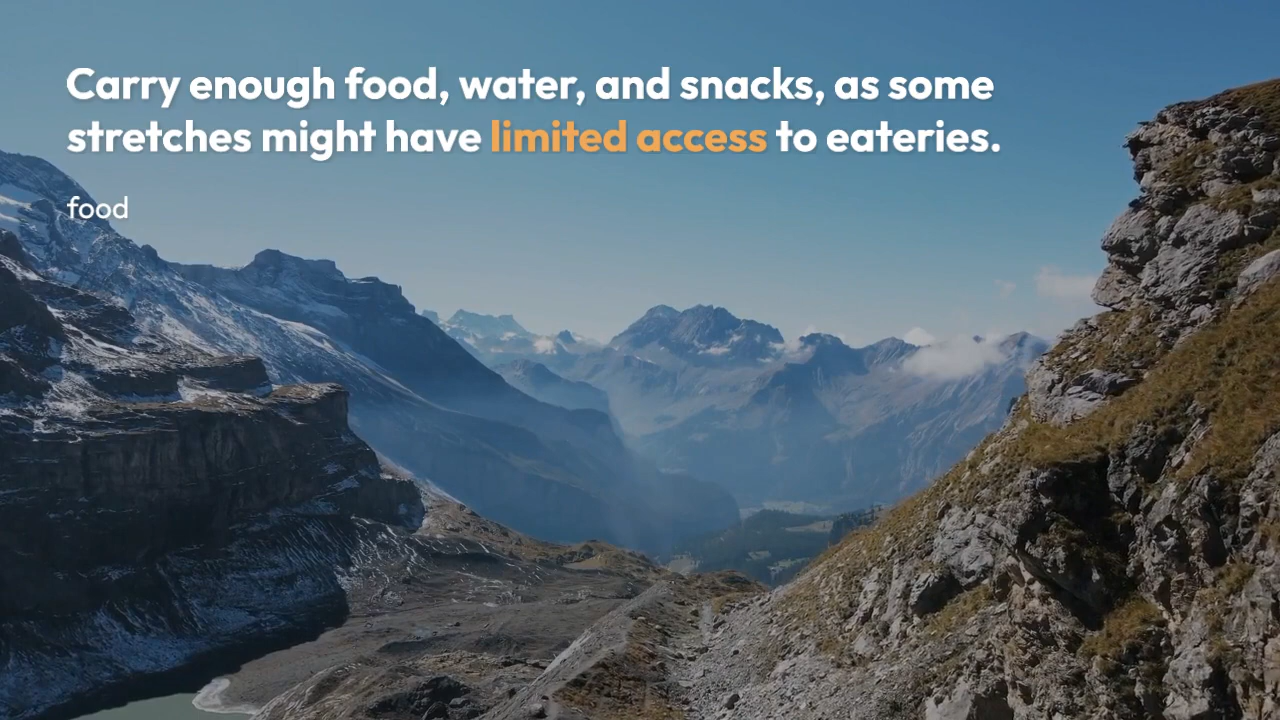 Carry enough food, water, and snacks, as some
stretches might have limited access to eateries.
food